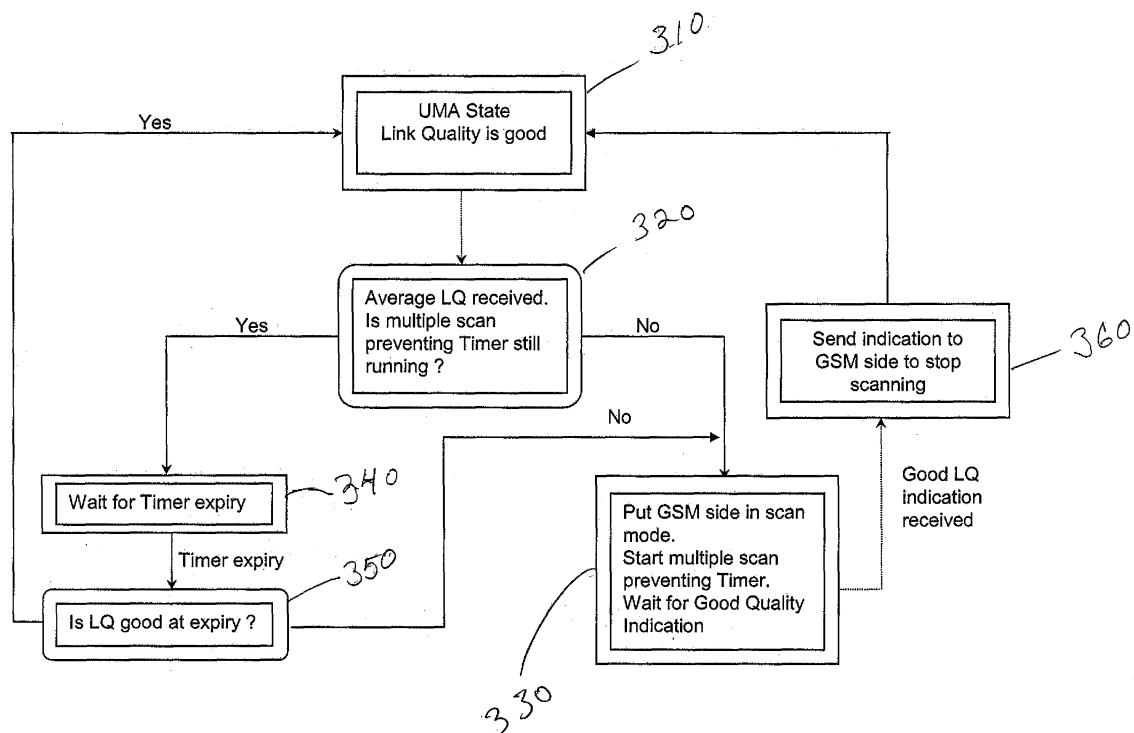 310
UMA State
Link Quality is good
Yes
320
Average LQ received.
Is multiple scan
preventing Timer still
running ?
Yes
No
Send indication to
GSM side to stop
scanning
360
No
Wait for Timer expiry
340
Timer expiry
350
Is LQ good at expiry ?
Put GSM side in scan
mode.
Start multiple scan
preventing Timer.
Wait for Good Quality
Indication
Good LQ
indication
received
330